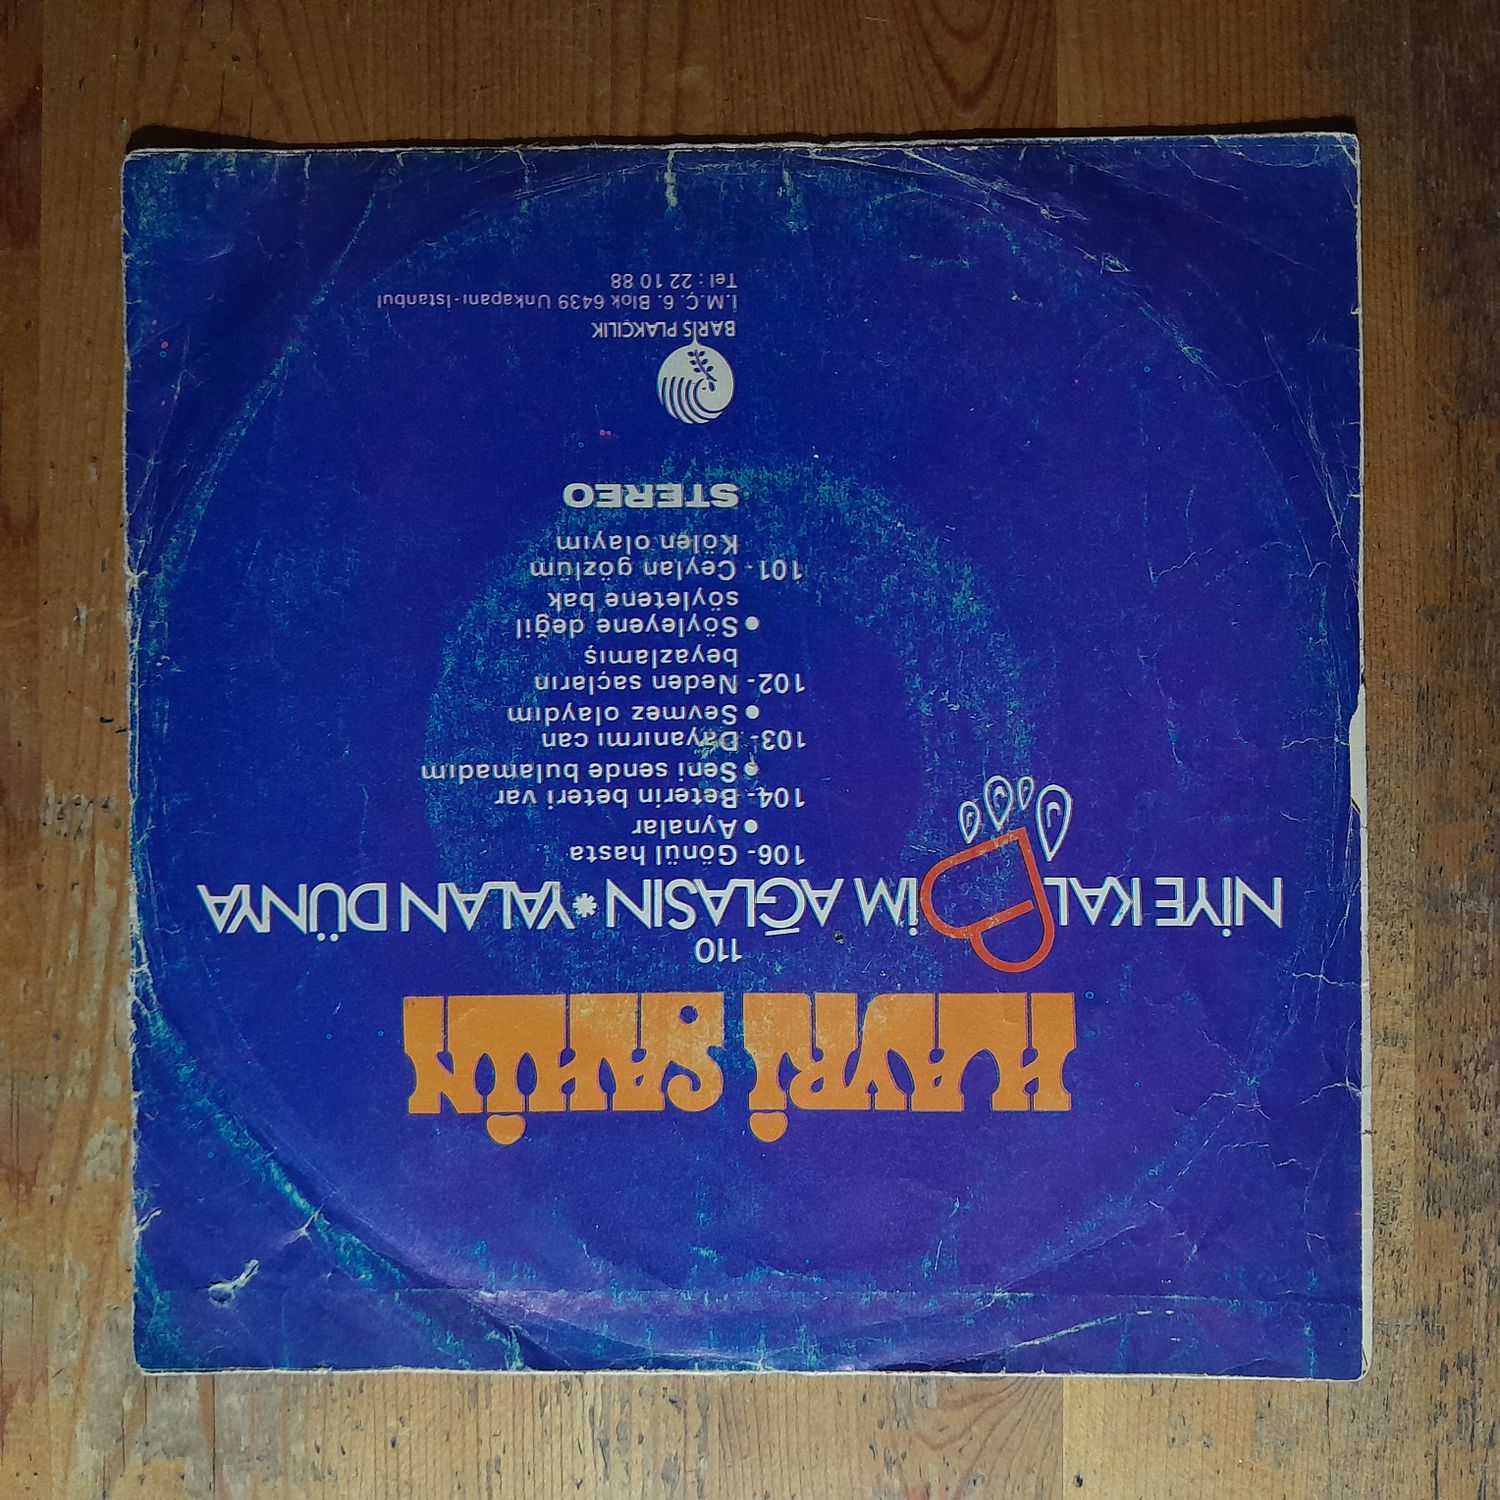 HAYRİ ŞAHİN
110
NİYE KALBİM AĞLASIN * YALAN DÜNYA
106- Gönül hasta
• Aynalar
104- Beterin beteri var
• Seni sende bulamadım
103- Dayanırmı can
• Sevmez olaydım
102- Neden saçların
beyazlamış
• Söyleyene değil
söyletene bak
101- Ceylan gözlüm
Kölen olayım
STEREO
BARIŞ PLAKÇILIK
İ.M.Ç. 6. Blok 6439 Unkapanı-İstanbul
Tel : 22 10 88